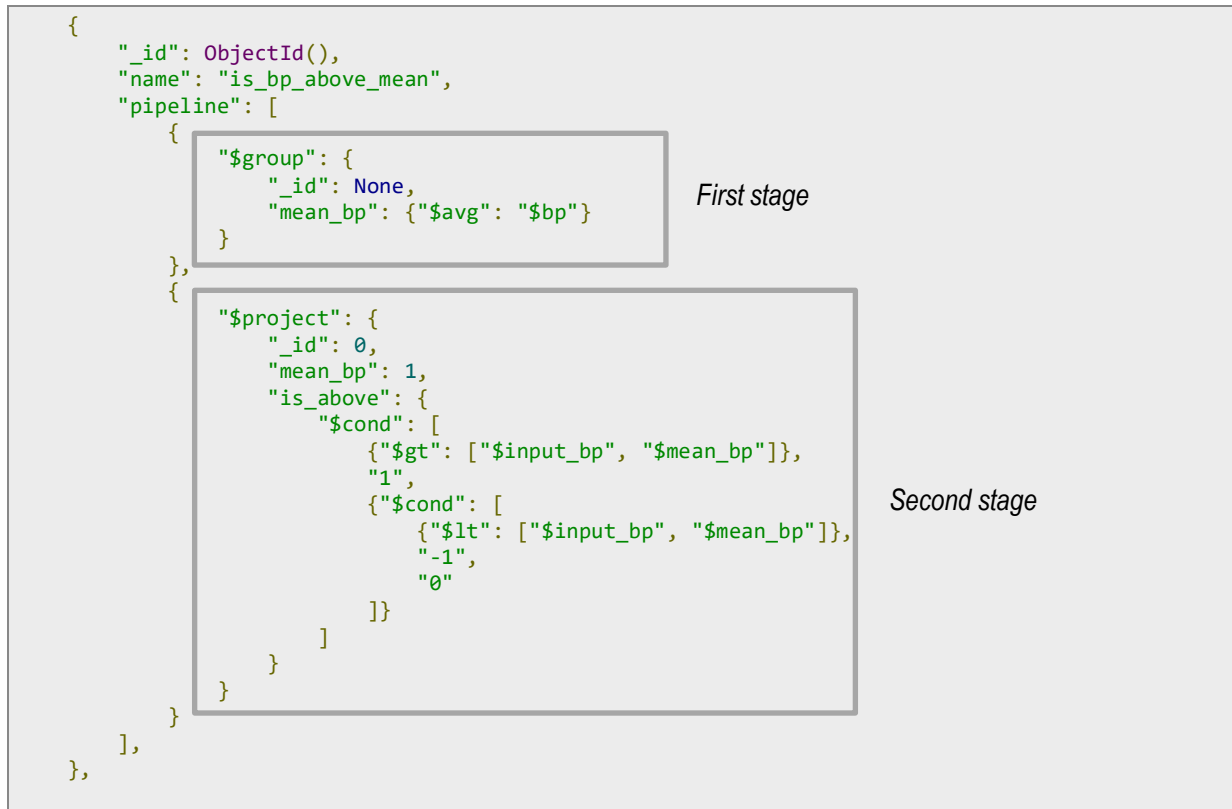 {
"_id": ObjectId(),
"name": "is_bp_above_mean",
"pipeline": [
{
"$group": {
"_id": None,
"mean_bp": {"$avg": "$bp"}
}
First stage
},
{
"$project": {
"_id": 0,
"mean_bp": 1,
"is_above": {
"$cond": [
{"$gt": ["$input_bp", "$mean_bp"]},
"1",
{"$cond": [
{"$lt": ["$input_bp", "$mean_bp"]},
"-1",
"0"
]}
]
}
}
Second stage
}
],
},